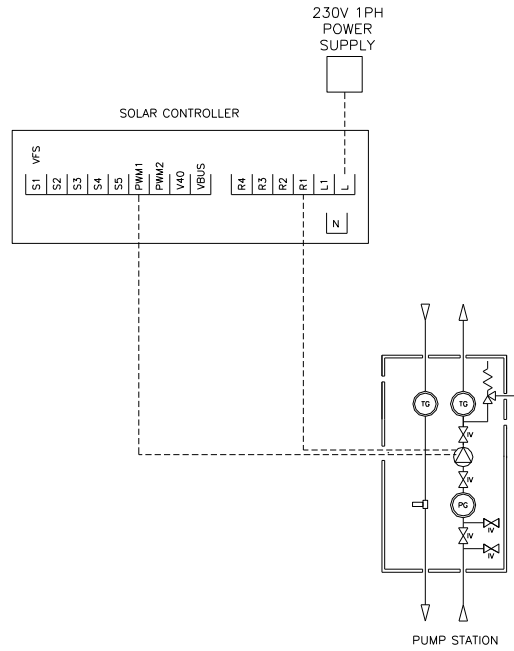 230V 1PH
POWER
SUPPLY
SOLAR CONTROLLER
VFS
S1
S2
S3
S4
S5
PWM1
PWM2
V40
VBUS
R4
R3
R2
R1
L1
L
N
TG
TG
IV
IV
PG
IV
IV
IV
PUMP STATION